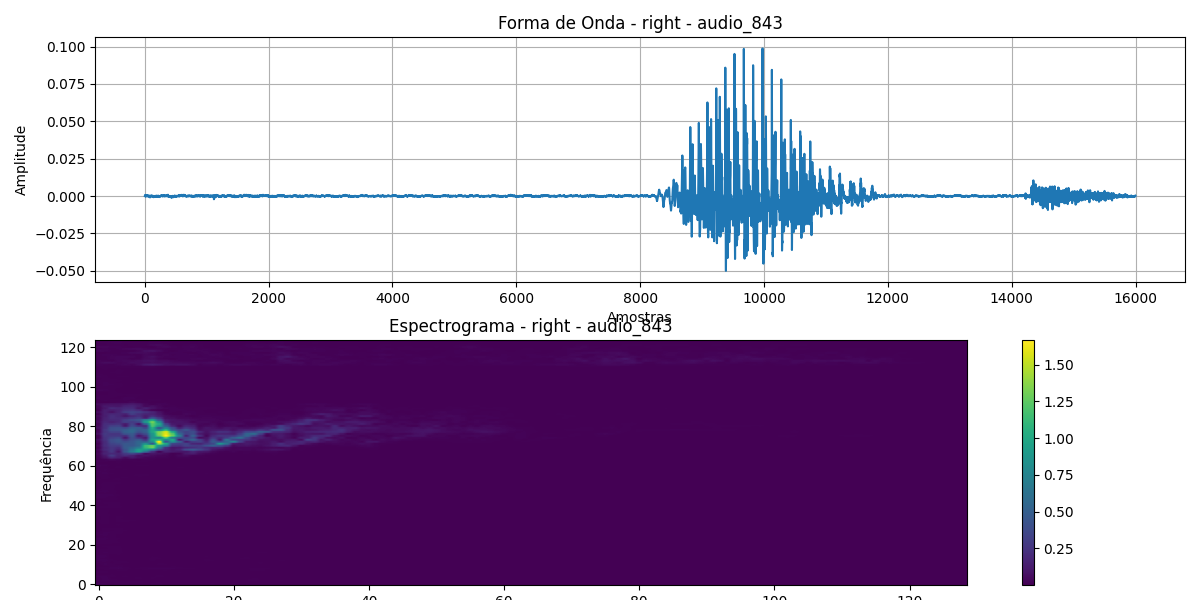 Forma de Onda - right - audio_843
Amplitude
0.100
0.075
0.050
0.025
0.000
−0.025
−0.050
0 2000 4000 6000 8000 10000 12000 14000 16000
Amostras
Espectrograma - right - audio_843
Frequência
120
100
80
60
40
20
0
0 20 40 60 80 100 120
1.50
1.25
1.00
0.75
0.50
0.25